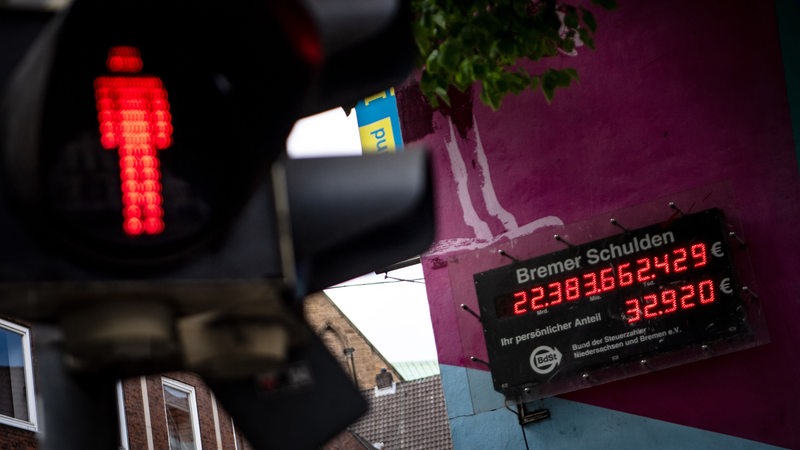 nd
Bremer Schulden
22.383.662.429 €
Mrd. Mio. Tsd.
32.920 €
Ihr persönlicher Anteil
BdSt
Bund der Steuerzahler
Niedersachsen und Bremen e.V.